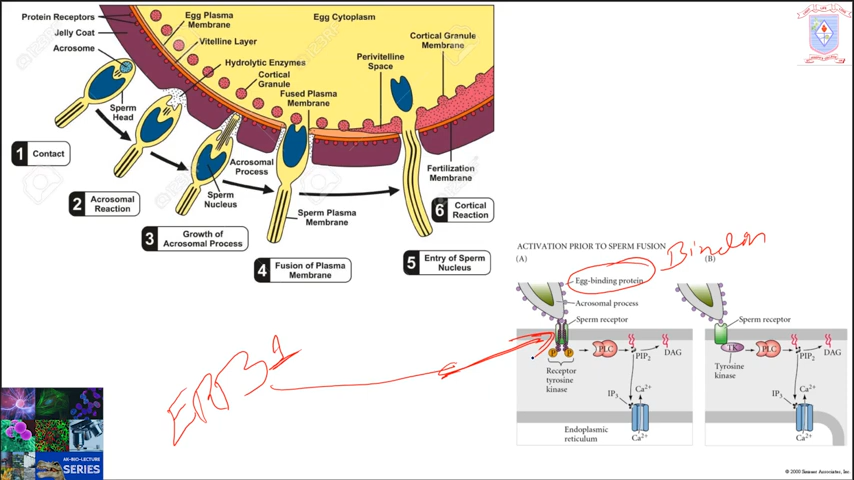 Protein Receptors
Jelly Coat
Acrosome
Egg Plasma
Membrane
Vitelline Layer
Hydrolytic Enzymes
Cortical
Granule
Fused Plasma
Membrane
Egg Cytoplasm
Perivitelline
Space
Cortical Granule
Membrane
Sperm
Head
1 Contact
2 Acrosomal
Reaction
Acrosomal
Process
Sperm
Nucleus
3 Growth of
Acrosomal Process
Sperm Plasma
Membrane
4 Fusion of Plasma
Membrane
Fertilization
Membrane
6 Cortical
Reaction
5 Entry of Sperm
Nucleus
ACTIVATION PRIOR TO SPERM FUSION
Bindin
(A)
Egg-binding protein
Acrosomal process
Sperm receptor
P P
PLC
PIP2
DAG
Receptor
tyrosine
kinase
IP3
Ca2+
Endoplasmic
reticulum
Ca2+
(B)
Sperm receptor
TK
PLC
PIP2
DAG
Tyrosine
kinase
IP3
Ca2+
Ca2+
ERB1
AK-BIO-LECTURE
SERIES
© 2000 Sinauer Associates, Inc.